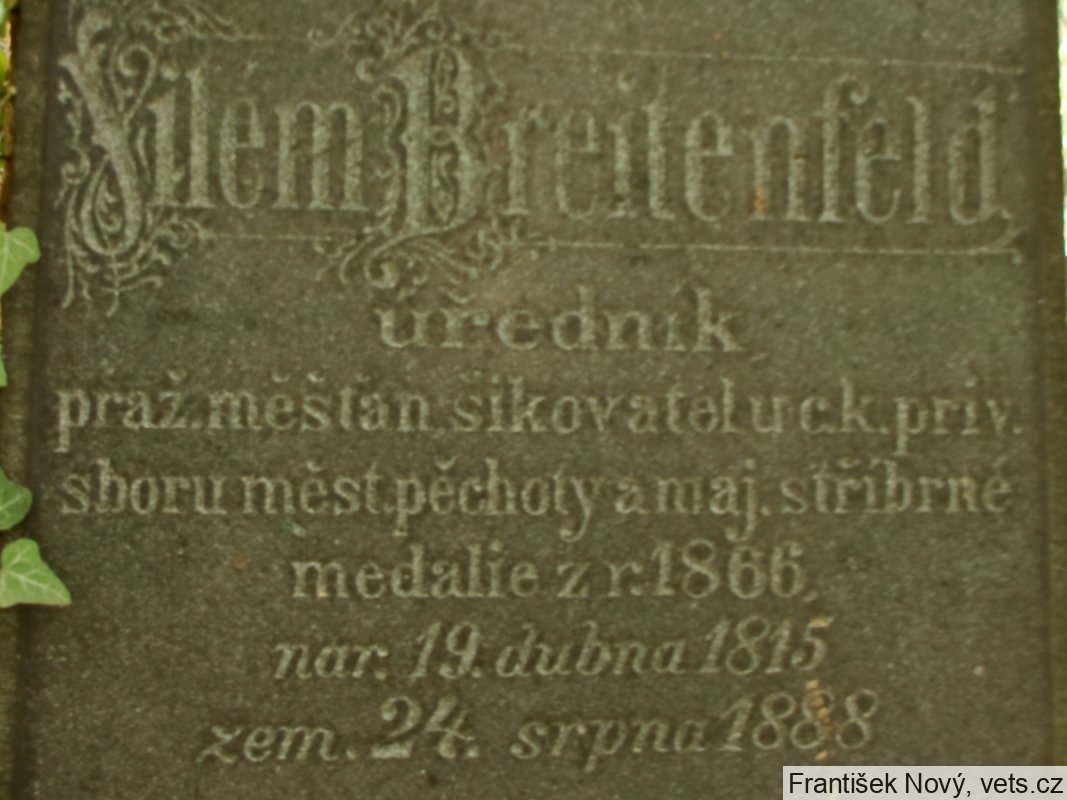 Vilém Breitenfeld.
úředník
praž. měšťan, šikovatel u c.k. priv.
sboru měst. pěchoty a maj. stříbrné
medalie z r. 1866.
nar. 19. dubna 1815
zem. 24. srpna 1888
František Nový, vets.cz